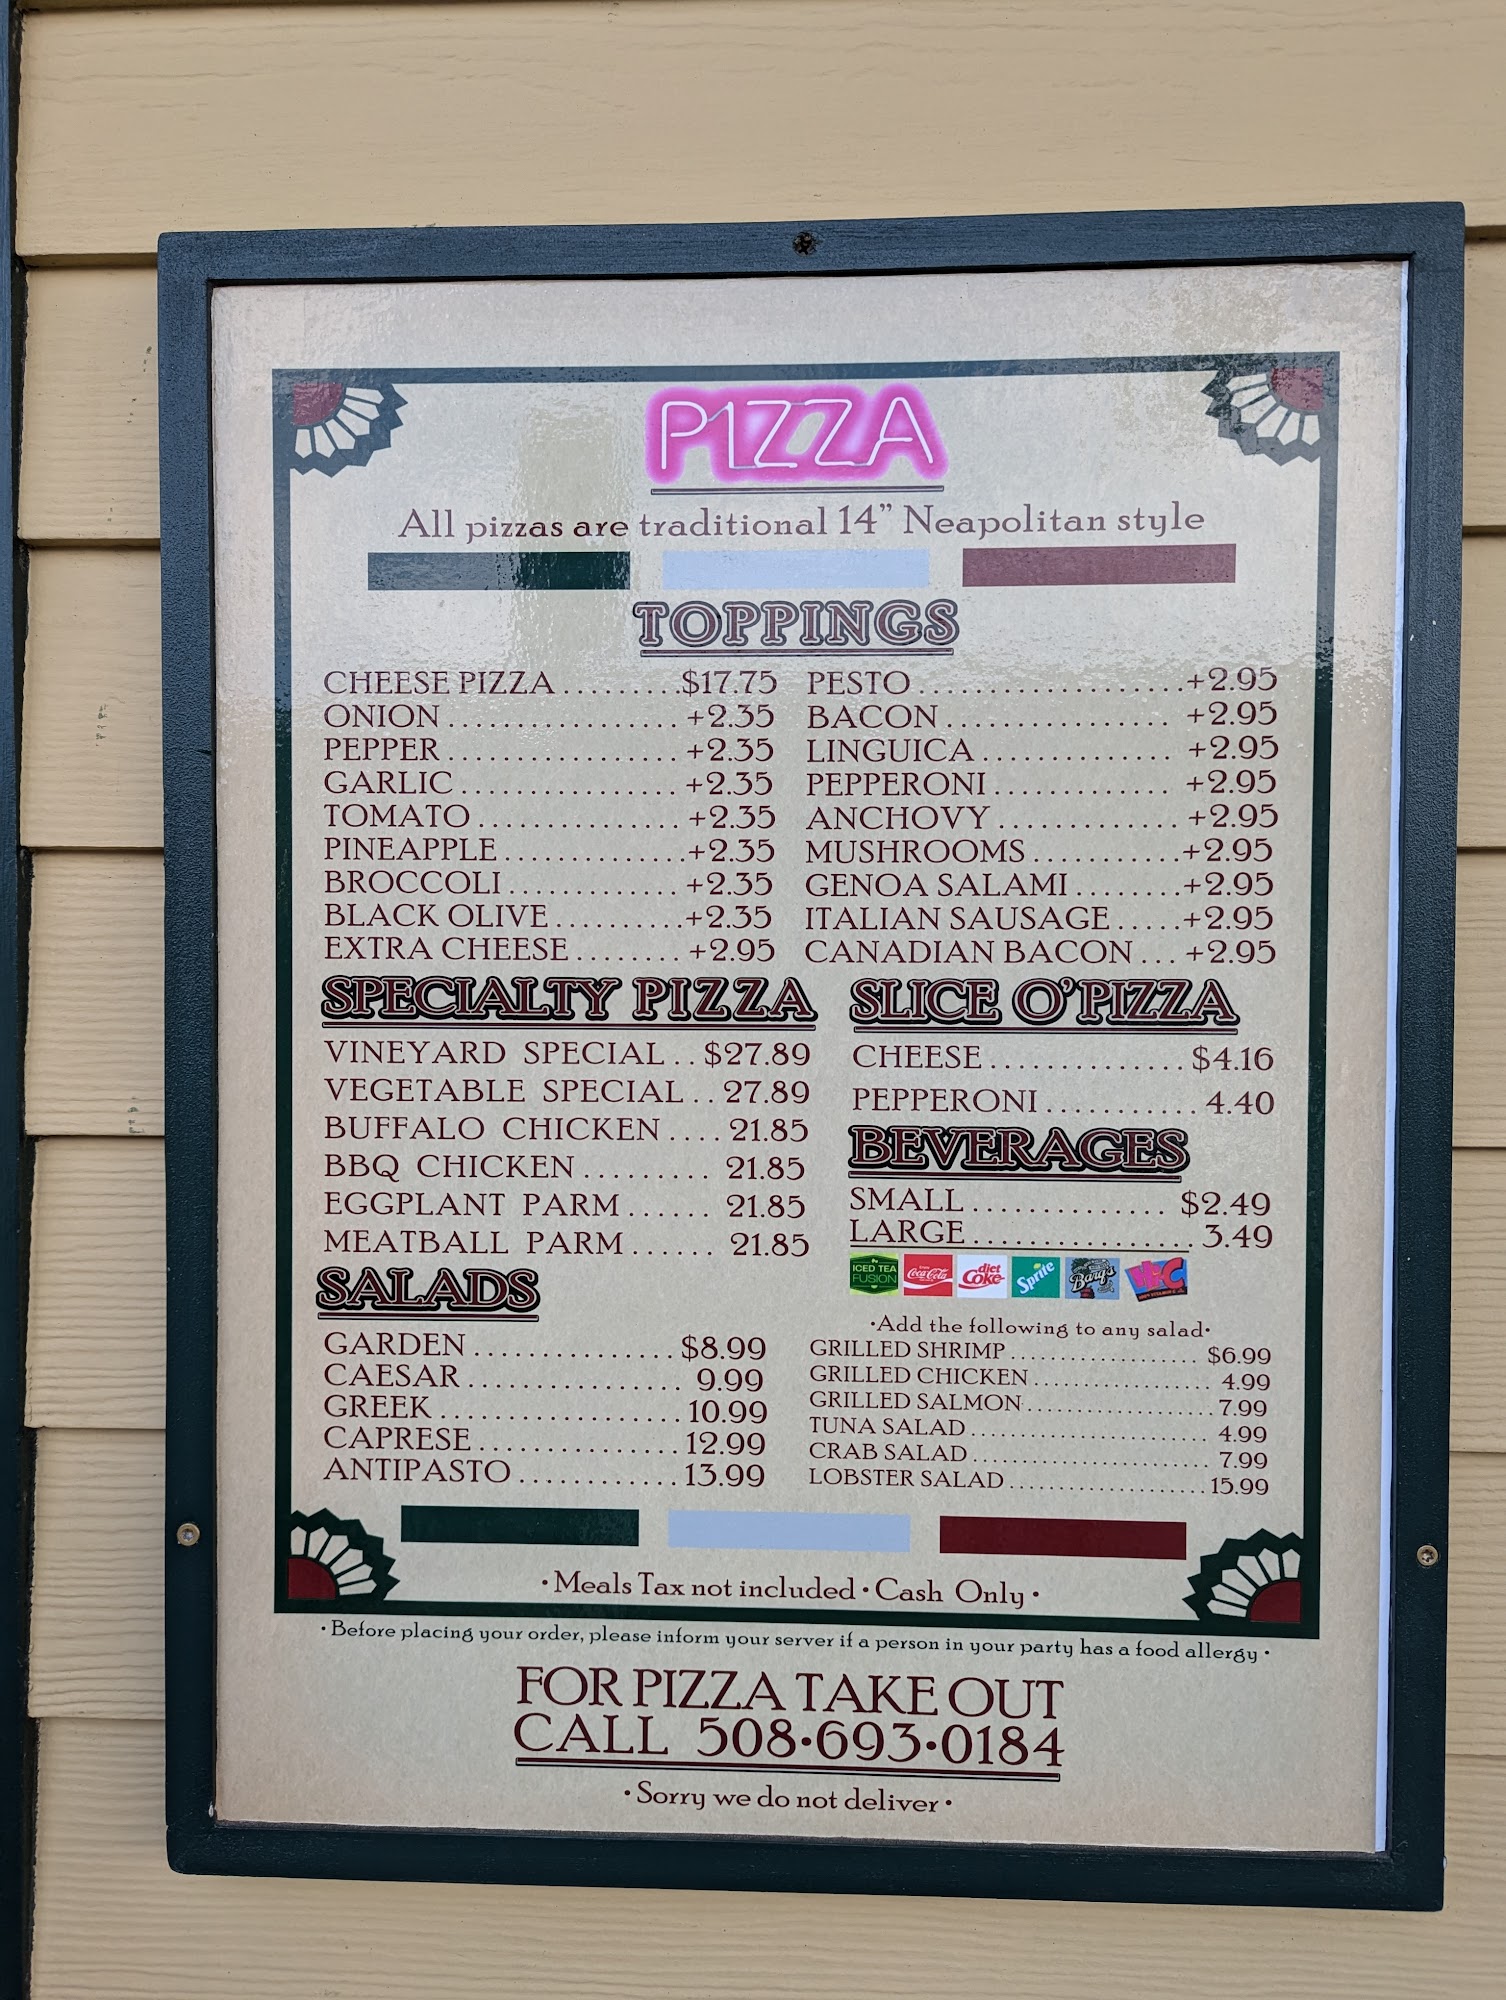 PIZZA
All pizzas are traditional 14" Neapolitan style
TOPPINGS
CHEESE PIZZA.........$17.75
ONION.................+2.35
PEPPER.................+2.35
GARLIC................+2.35
TOMATO...............+2.35
PINEAPPLE.............+2.35
BROCCOLI.............+2.35
BLACK OLIVE..........+2.35
EXTRA CHEESE........+2.95
PESTO....................+2.95
BACON.................+2.95
LINGUICA..............+2.95
PEPPERONI.............+2.95
ANCHOVY.............+2.95
MUSHROOMS...........+2.95
GENOA SALAMI........+2.95
ITALIAN SAUSAGE.....+2.95
CANADIAN BACON...+2.95
SPECIALTY PIZZA
VINEYARD SPECIAL..$27.89
VEGETABLE SPECIAL..27.89
BUFFALO CHICKEN....21.85
BBQ CHICKEN.........21.85
EGGPLANT PARM......21.85
MEATBALL PARM......21.85
SLICE O'PIZZA
CHEESE..............$4.16
PEPPERONI...........4.40
BEVERAGES
SMALL..............$2.49
LARGE................3.49
ICED TEA
FUSION
Coca-Cola
diet
Coke
Sprite
Barq's
Hi-C
SALADS
GARDEN...............$8.99
CAESAR................9.99
GREEK..................10.99
CAPRESE...............12.99
ANTIPASTO............13.99
•Add the following to any salad•
GRILLED SHRIMP...................$6.99
GRILLED CHICKEN..................4.99
GRILLED SALMON...................7.99
TUNA SALAD........................4.99
CRAB SALAD........................7.99
LOBSTER SALAD....................15.99
•Meals Tax not included•Cash Only•
•Before placing your order, please inform your server if a person in your party has a food allergy•
FOR PIZZA TAKE OUT
CALL 508•693•0184
•Sorry we do not deliver•